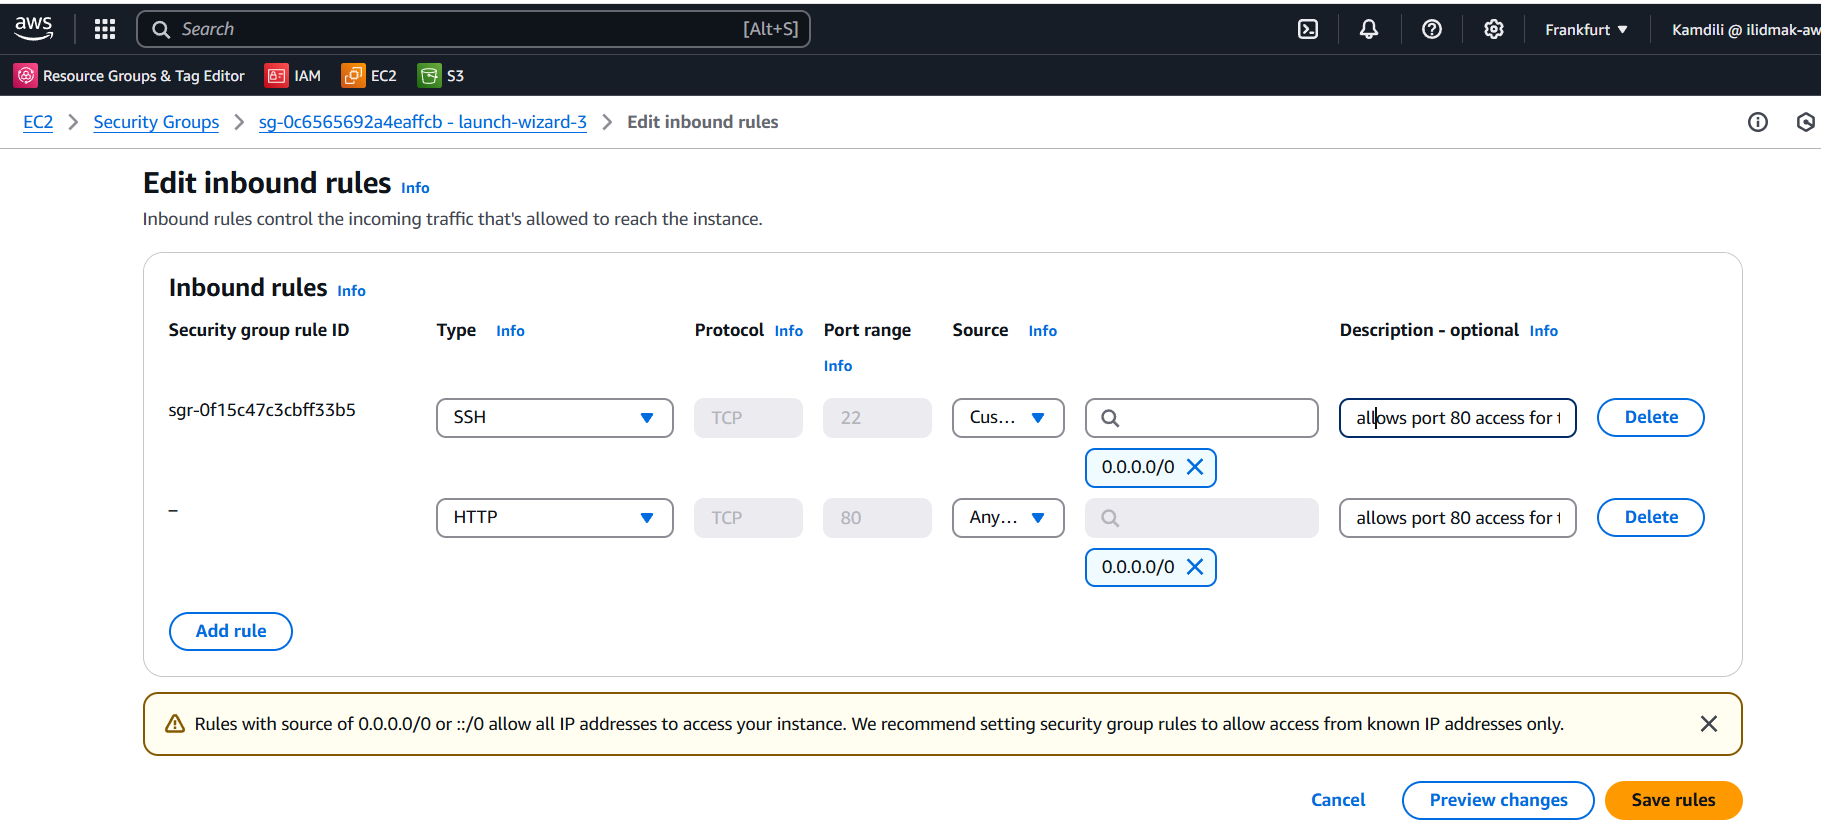 aws Search [Alt+S] Frankfurt Kamdili @ ilidmak-aw
Resource Groups & Tag Editor IAM EC2 S3
EC2 Security Groups sg-0c6565692a4eaffcb - launch-wizard-3 Edit inbound rules
Edit inbound rules Info
Inbound rules control the incoming traffic that's allowed to reach the instance.
Inbound rules Info
Security group rule ID Type Info Protocol Info Port range Source Info Description - optional Info
Info
sgr-0f15c47c3cbff33b5 SSH TCP 22 Cus... allows port 80 access for Delete
0.0.0.0/0
– HTTP TCP 80 Any... allows port 80 access for Delete
0.0.0.0/0
Add rule
Rules with source of 0.0.0.0/0 or ::/0 allow all IP addresses to access your instance. We recommend setting security group rules to allow access from known IP addresses only.
Cancel Preview changes Save rules